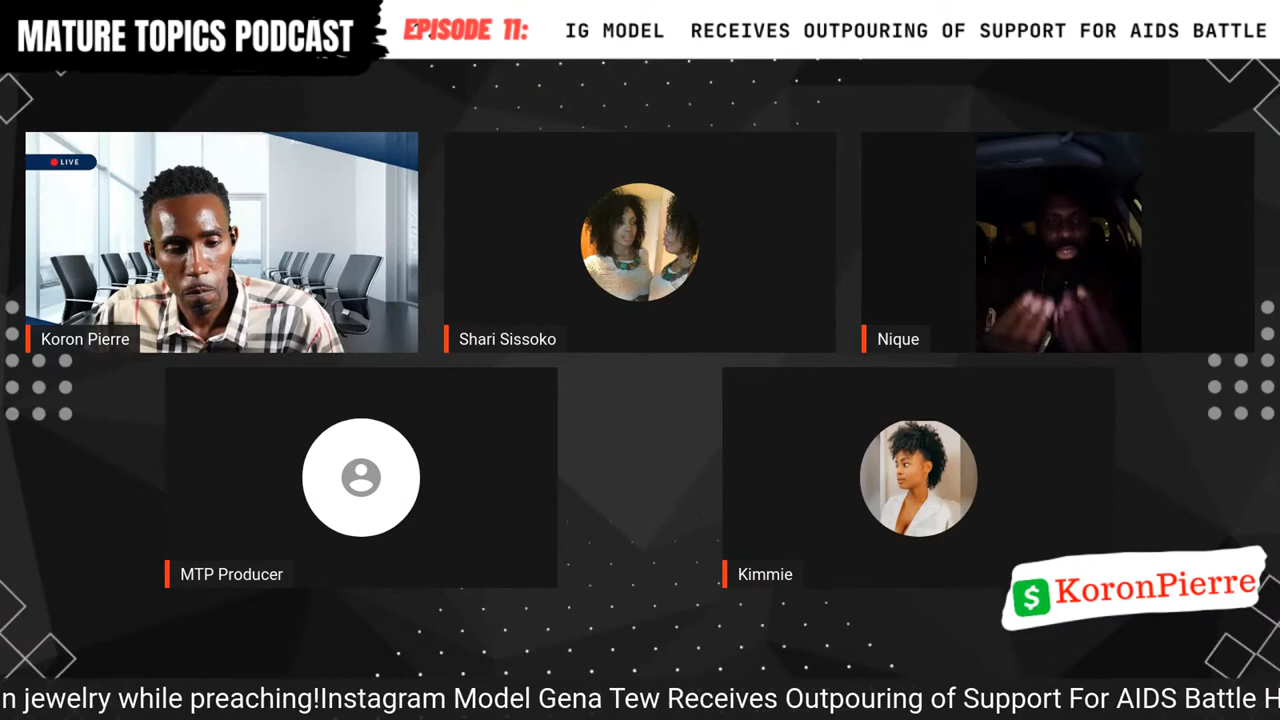 MATURE TOPICS PODCAST
EPISODE 11:
IG MODEL RECEIVES OUTPOURING OF SUPPORT FOR AIDS BATTLE
LIVE
Koron Pierre
Shari Sissoko
Nique
MTP Producer
Kimmie
$ KoronPierre
n jewelry while preaching!Instagram Model Gena Tew Receives Outpouring of Support For AIDS Battle H